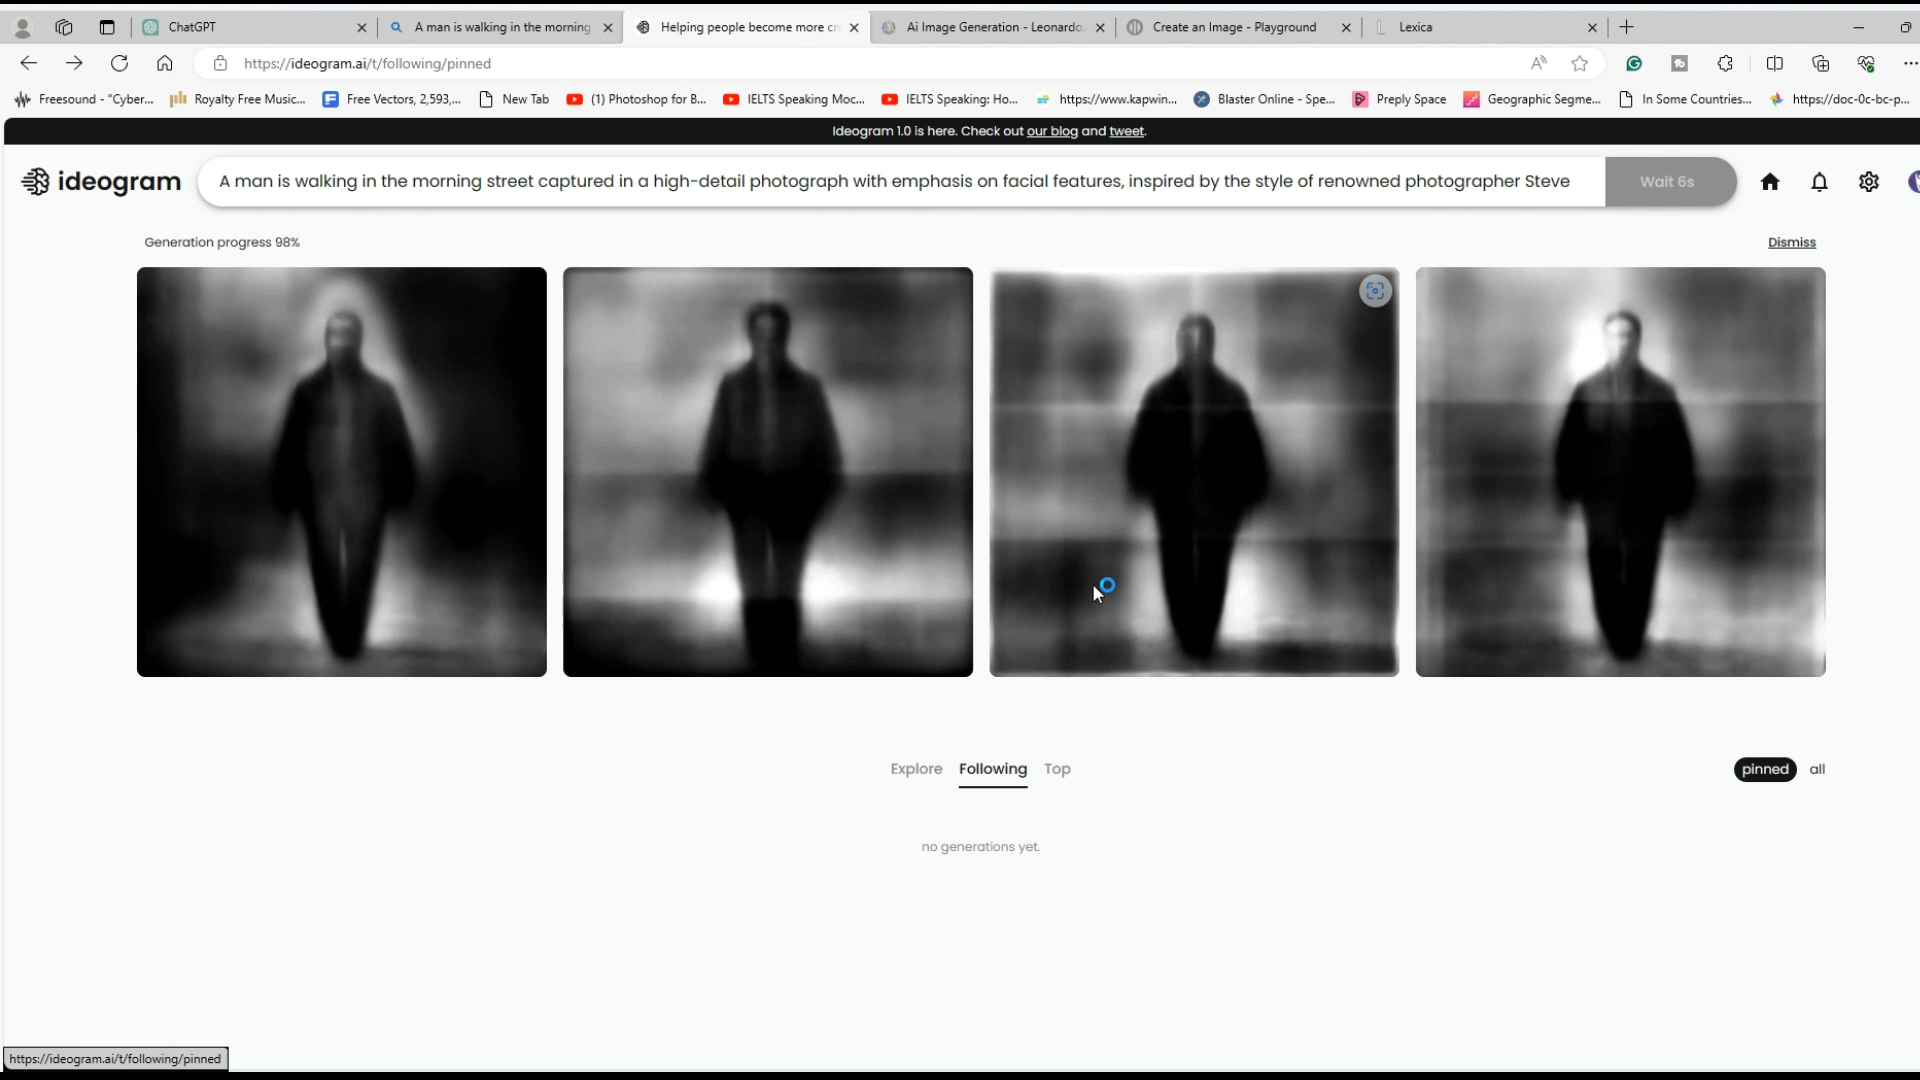 ChatGPT
A man is walking in the morning
Helping people become more cr
Ai Image Generation - Leonardo.
Create an Image - Playground
Lexica
https://ideogram.ai/t/following/pinned
Freesound - "Cyber...
Royalty Free Music...
Free Vectors, 2,593,...
New Tab
(1) Photoshop for B...
IELTS Speaking Moc...
IELTS Speaking: Ho...
https://www.kapwin...
Blaster Online - Spe...
Preply Space
Geographic Segme...
In Some Countries...
https://doc-0c-bc-p...
Ideogram 1.0 is here. Check out our blog and tweet.
ideogram
A man is walking in the morning street captured in a high-detail photograph with emphasis on facial features, inspired by the style of renowned photographer Steve
Wait 6s
Generation progress 98%
Dismiss
Explore Following Top
pinned all
no generations yet.
https://ideogram.ai/t/following/pinned